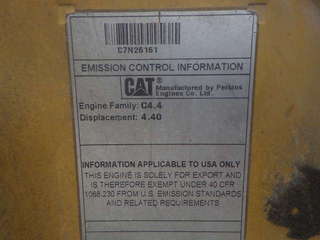 C7N26161
EMISSION CONTROL INFORMATION
CAT Manufactured by Perkins
Engines Co. Ltd.
Engine Family: C4.4
Displacement: 4.40
INFORMATION APPLICABLE TO USA ONLY
THIS ENGINE IS SOLELY FOR EXPORT AND
IS THEREFORE EXEMPT UNDER 40 CFR
1068.230 FROM U.S. EMISSION STANDARDS
AND RELATED REQUIREMENTS